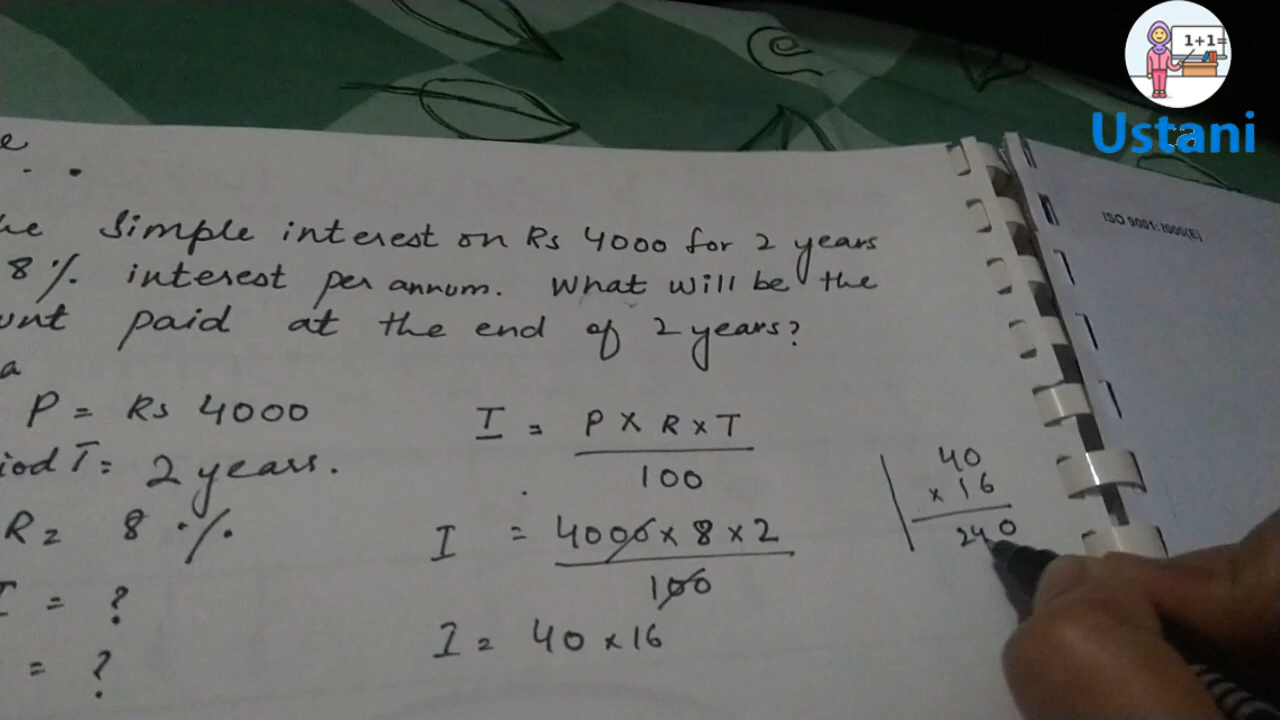 1+1=
Ustani
ISO 9001:2000(E)
e
he Simple interest on Rs 4000 for 2 years
8% interest per annum. What will be the
unt paid at the end of 2 years?
a
P = Rs 4000
iod T= 2 years.
R= 8 %
I = ?
= ?
I = P × R × T
100
I = 4000 × 8 × 2
100
I = 40 × 16
40
× 16
240